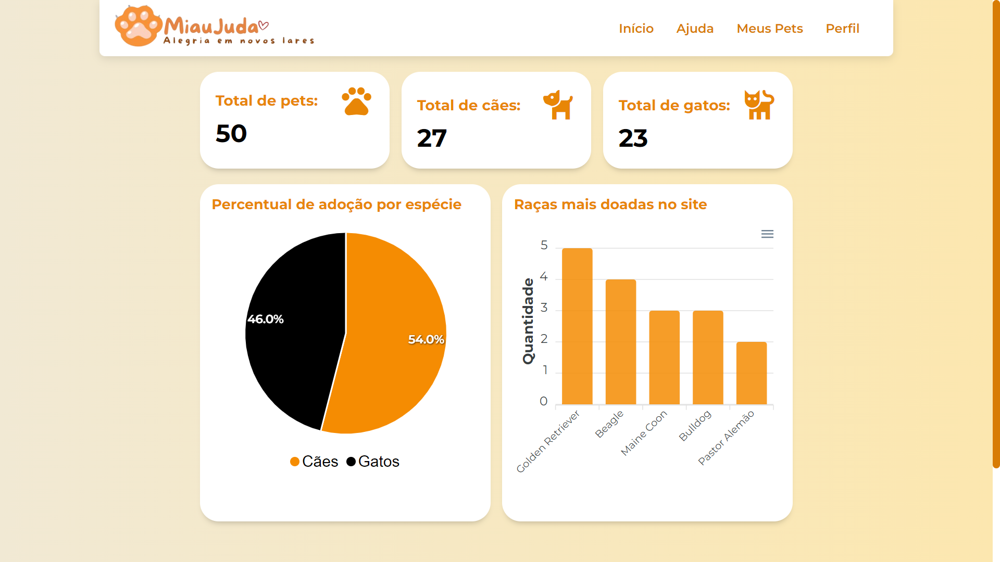 MiauJuda
Alegria em novos lares
Início Ajuda Meus Pets Perfil
Total de pets:
50
Total de cães:
27
Total de gatos:
23
Percentual de adoção por espécie
46.0%
54.0%
Cães Gatos
Raças mais doadas no site
Quantidade
5
4
3
2
1
0
Golden Retriever
Beagle
Maine Coon
Bulldog
Pastor Alemão